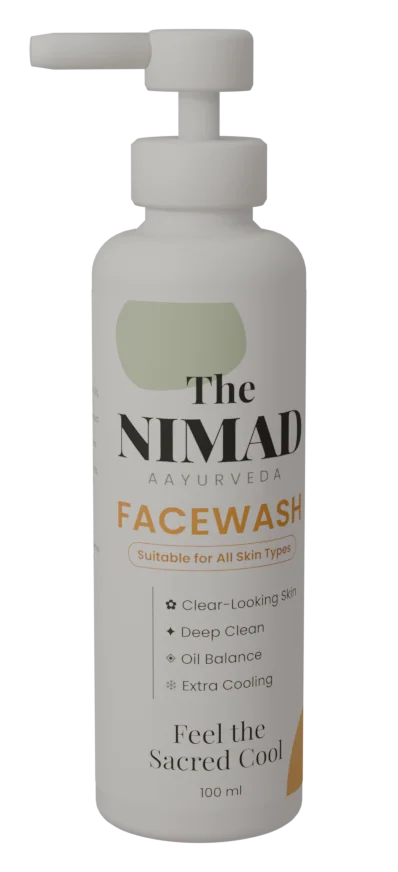 The
NIMAD
AAYURVEDA
FACEWASH
Suitable for All Skin Types
Clear-Looking Skin
Deep Clean
Oil Balance
Extra Cooling
Feel the
Sacred Cool
100 ml